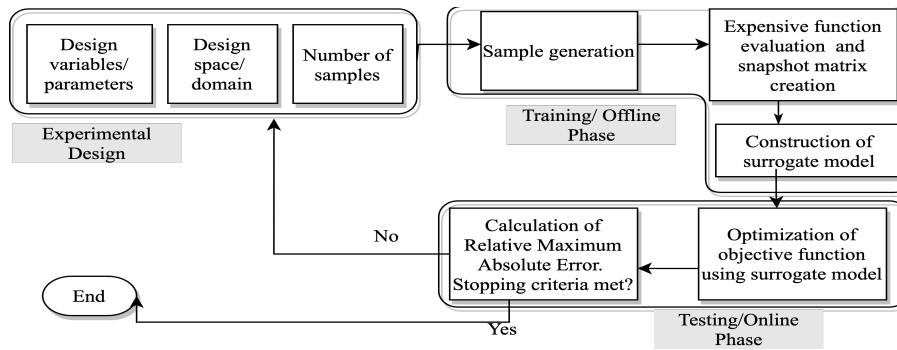 Design
variables/
parameters
Design
space/
domain
Number of
samples
Experimental
Design
Sample generation
Training/ Offline
Phase
Expensive function
evaluation and
snapshot matrix
creation
Construction of
surrogate model
Optimization of
objective function
using surrogate model
Calculation of
Relative Maximum
Absolute Error.
Stopping criteria met?
No
Yes
End
Testing/Online
Phase